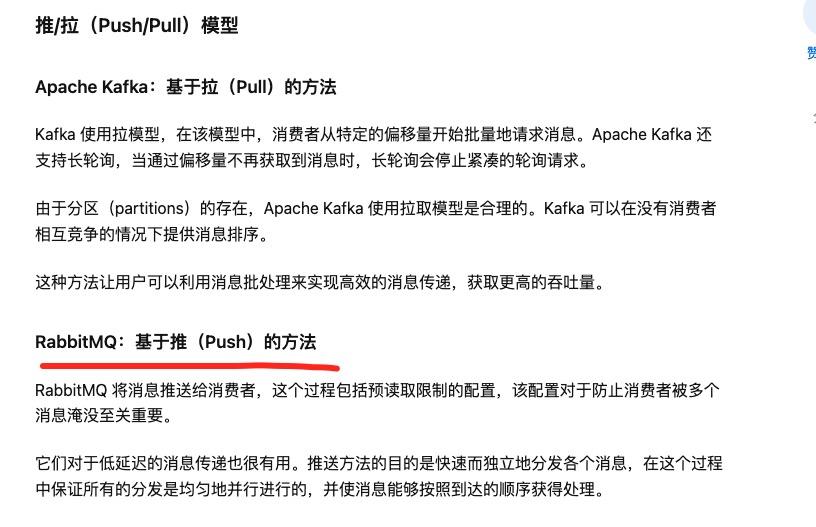 推/拉（Push/Pull）模型
Apache Kafka：基于拉（Pull）的方法
Kafka 使用拉模型，在该模型中，消费者从特定的偏移量开始批量地请求消息。Apache Kafka 还
支持长轮询，当通过偏移量不再获取到消息时，长轮询会停止紧凑的轮询请求。
由于分区（partitions）的存在，Apache Kafka 使用拉取模型是合理的。Kafka 可以在没有消费者
相互竞争的情况下提供消息排序。
这种方法让用户可以利用消息批处理来实现高效的消息传递，获取更高的吞吐量。
RabbitMQ：基于推（Push）的方法
RabbitMQ 将消息推送给消费者，这个过程包括预读取限制的配置，该配置对于防止消费者被多个
消息淹没至关重要。
它们对于低延迟的消息传递也很有用。推送方法的目的是快速而独立地分发各个消息，在这个过程
中保证所有的分发是均匀地并行进行的，并使消息能够按照到达的顺序获得处理。